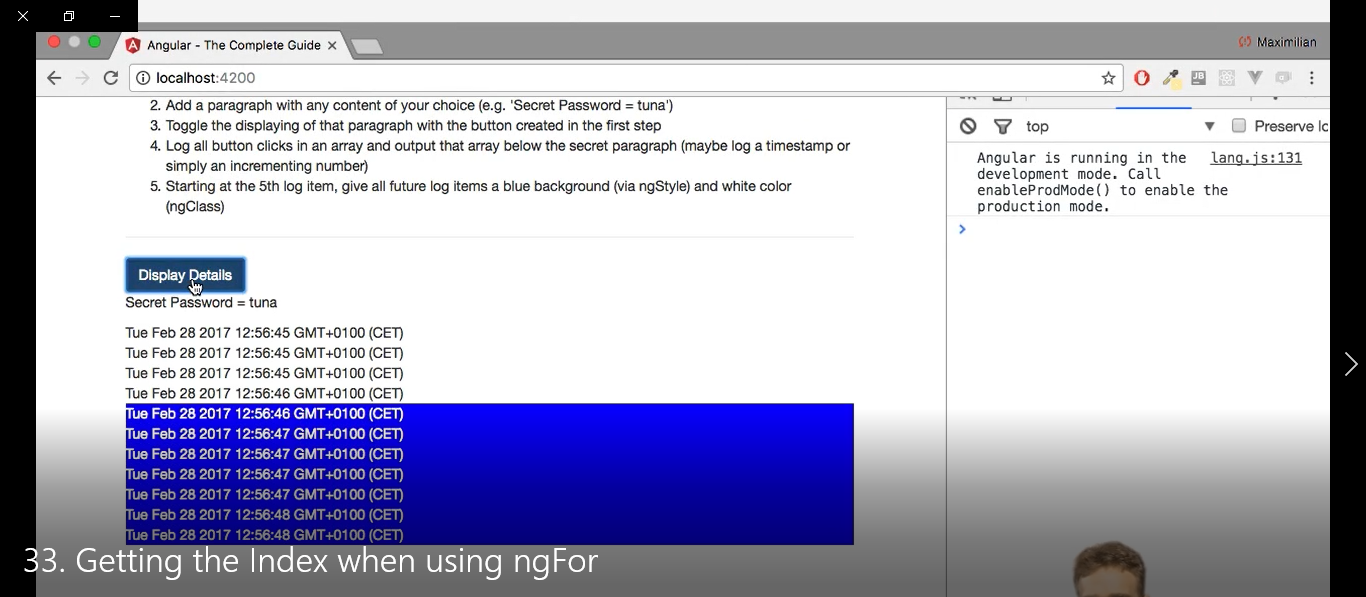 Angular - The Complete Guide
Maximilian
localhost:4200
2. Add a paragraph with any content of your choice (e.g. 'Secret Password = tuna')
3. Toggle the displaying of that paragraph with the button created in the first step
4. Log all button clicks in an array and output that array below the secret paragraph (maybe log a timestamp or
simply an incrementing number)
5. Starting at the 5th log item, give all future log items a blue background (via ngStyle) and white color
(ngClass)
top
Preserve lo
Angular is running in the lang.js:131
development mode. Call
enableProdMode() to enable the
production mode.
Display Details
Secret Password = tuna
Tue Feb 28 2017 12:56:45 GMT+0100 (CET)
Tue Feb 28 2017 12:56:45 GMT+0100 (CET)
Tue Feb 28 2017 12:56:45 GMT+0100 (CET)
Tue Feb 28 2017 12:56:46 GMT+0100 (CET)
Tue Feb 28 2017 12:56:46 GMT+0100 (CET)
Tue Feb 28 2017 12:56:47 GMT+0100 (CET)
Tue Feb 28 2017 12:56:47 GMT+0100 (CET)
Tue Feb 28 2017 12:56:47 GMT+0100 (CET)
Tue Feb 28 2017 12:56:47 GMT+0100 (CET)
Tue Feb 28 2017 12:56:48 GMT+0100 (CET)
Tue Feb 28 2017 12:56:48 GMT+0100 (CET)
33. Getting the Index when using ngFor